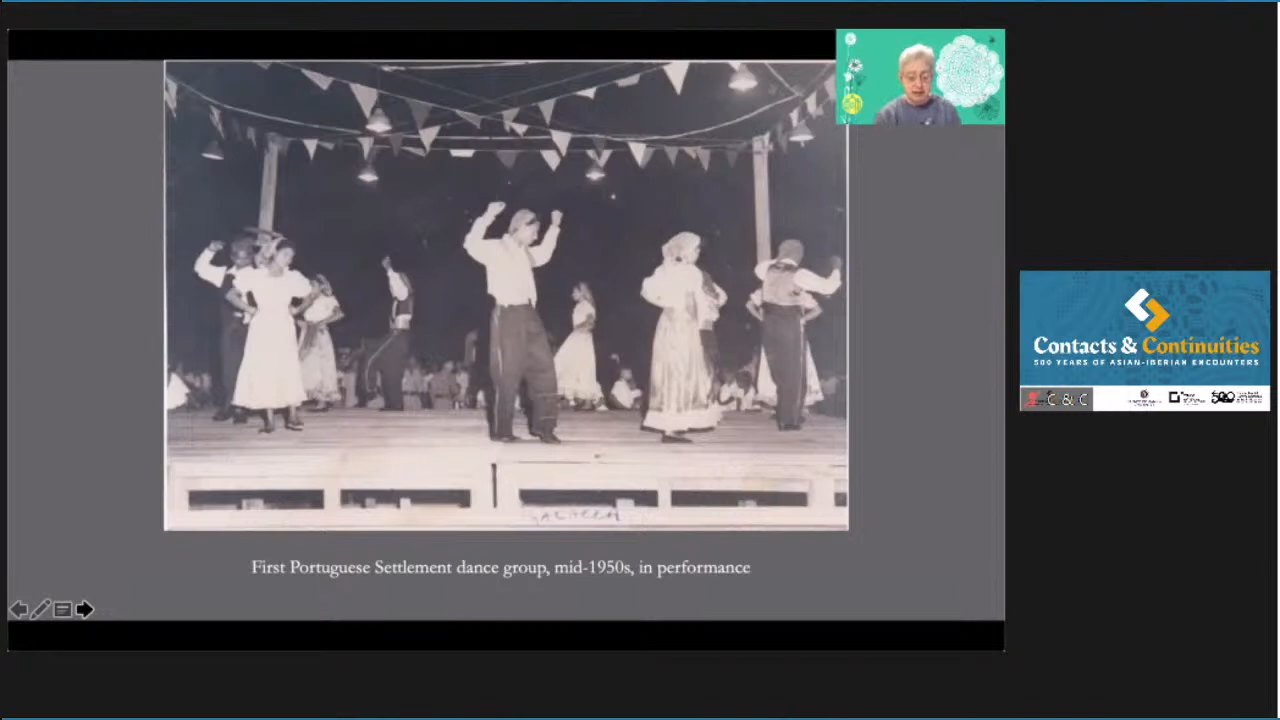 First Portuguese Settlement dance group, mid-1950s, in performance
Contacts & Continuities
500 YEARS OF ASIAN-IBERIAN ENCOUNTERS